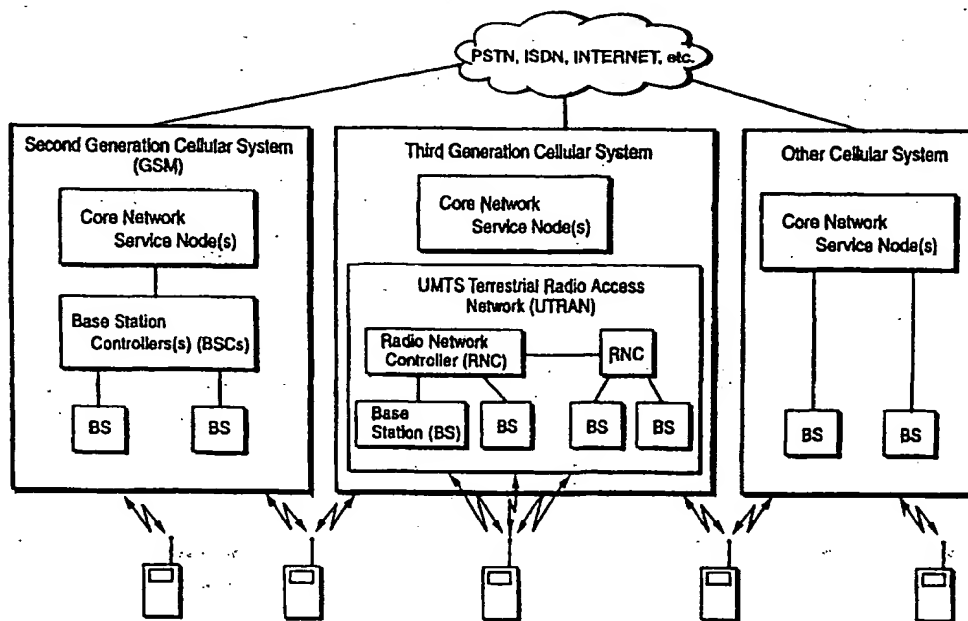 PSTN, ISDN, INTERNET, etc.
Second Generation Cellular System
(GSM)
Core Network
Service Node(s)
Base Station
Controllers(s) (BSCs)
BS
BS
Third Generation Cellular System
Core Network
Service Node(s)
UMTS Terrestrial Radio Access
Network (UTRAN)
Radio Network
Controller (RNC)
RNC
Base
Station (BS)
BS
BS
BS
Other Cellular System
Core Network
Service Node(s)
BS
BS